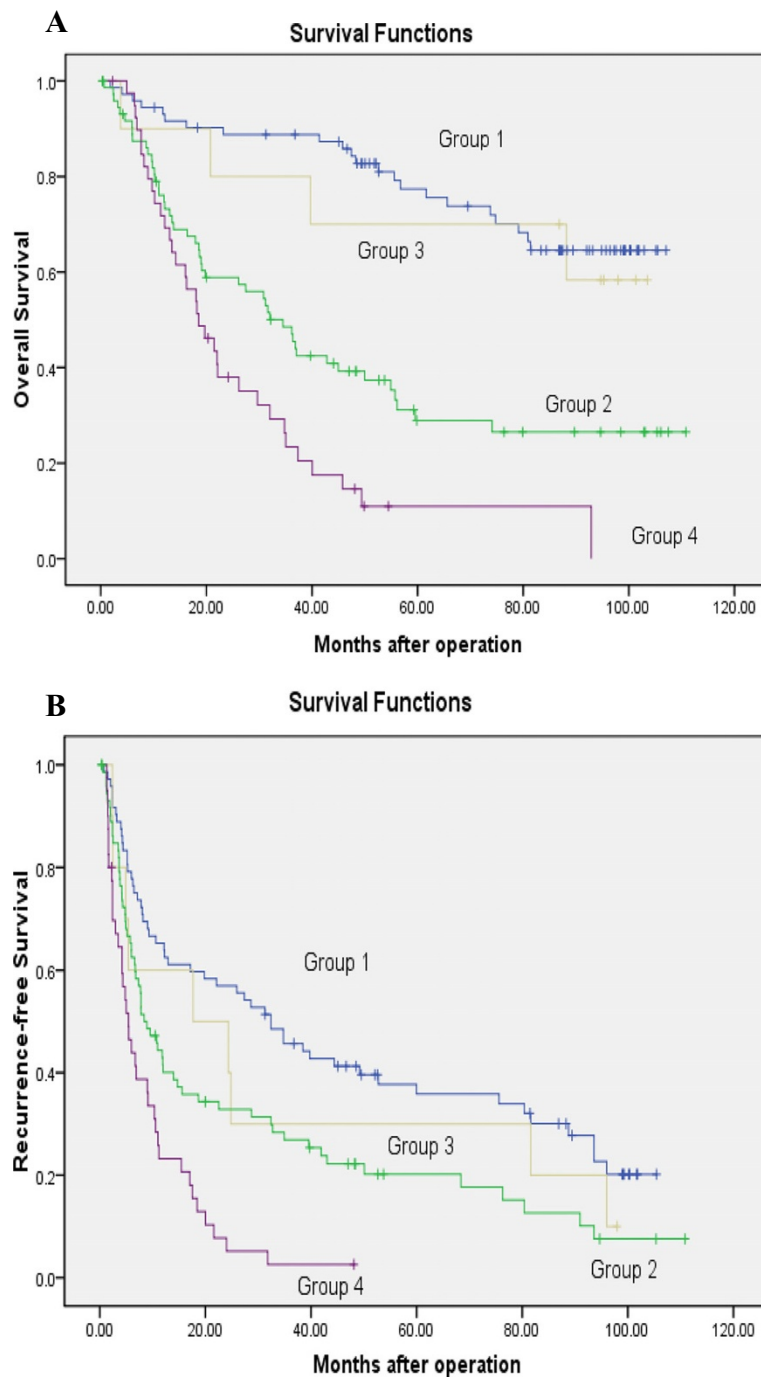 A
Survival Functions
1.0
0.8
0.6
0.4
0.2
0.0
Overall Survival
Group 1
Group 3
Group 2
Group 4
0.00 20.00 40.00 60.00 80.00 100.00 120.00
Months after operation
B
Survival Functions
1.0
0.8
0.6
0.4
0.2
0.0
Recurrence-free Survival
Group 1
Group 3
Group 2
Group 4
0.00 20.00 40.00 60.00 80.00 100.00 120.00
Months after operation